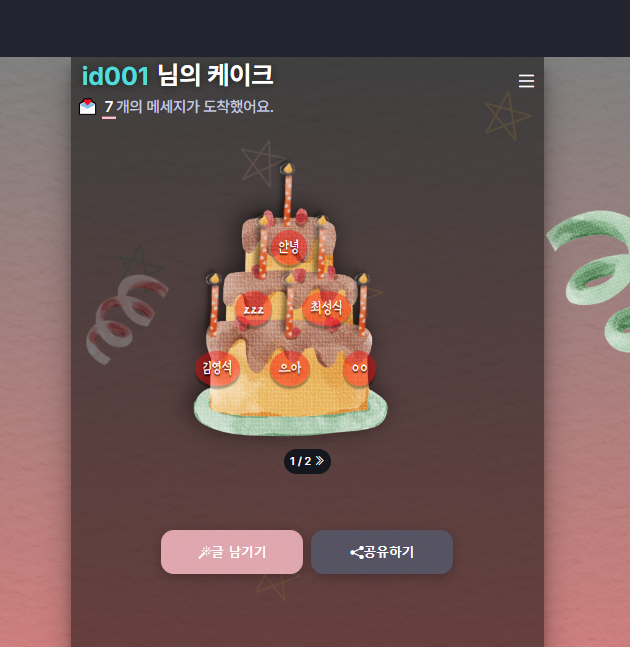 id001 님의 케이크
7 개의 메세지가 도착했어요.
안녕
zzz 최성식
김영석 으아 ㅇㅇ
1 / 2
글 남기기 공유하기